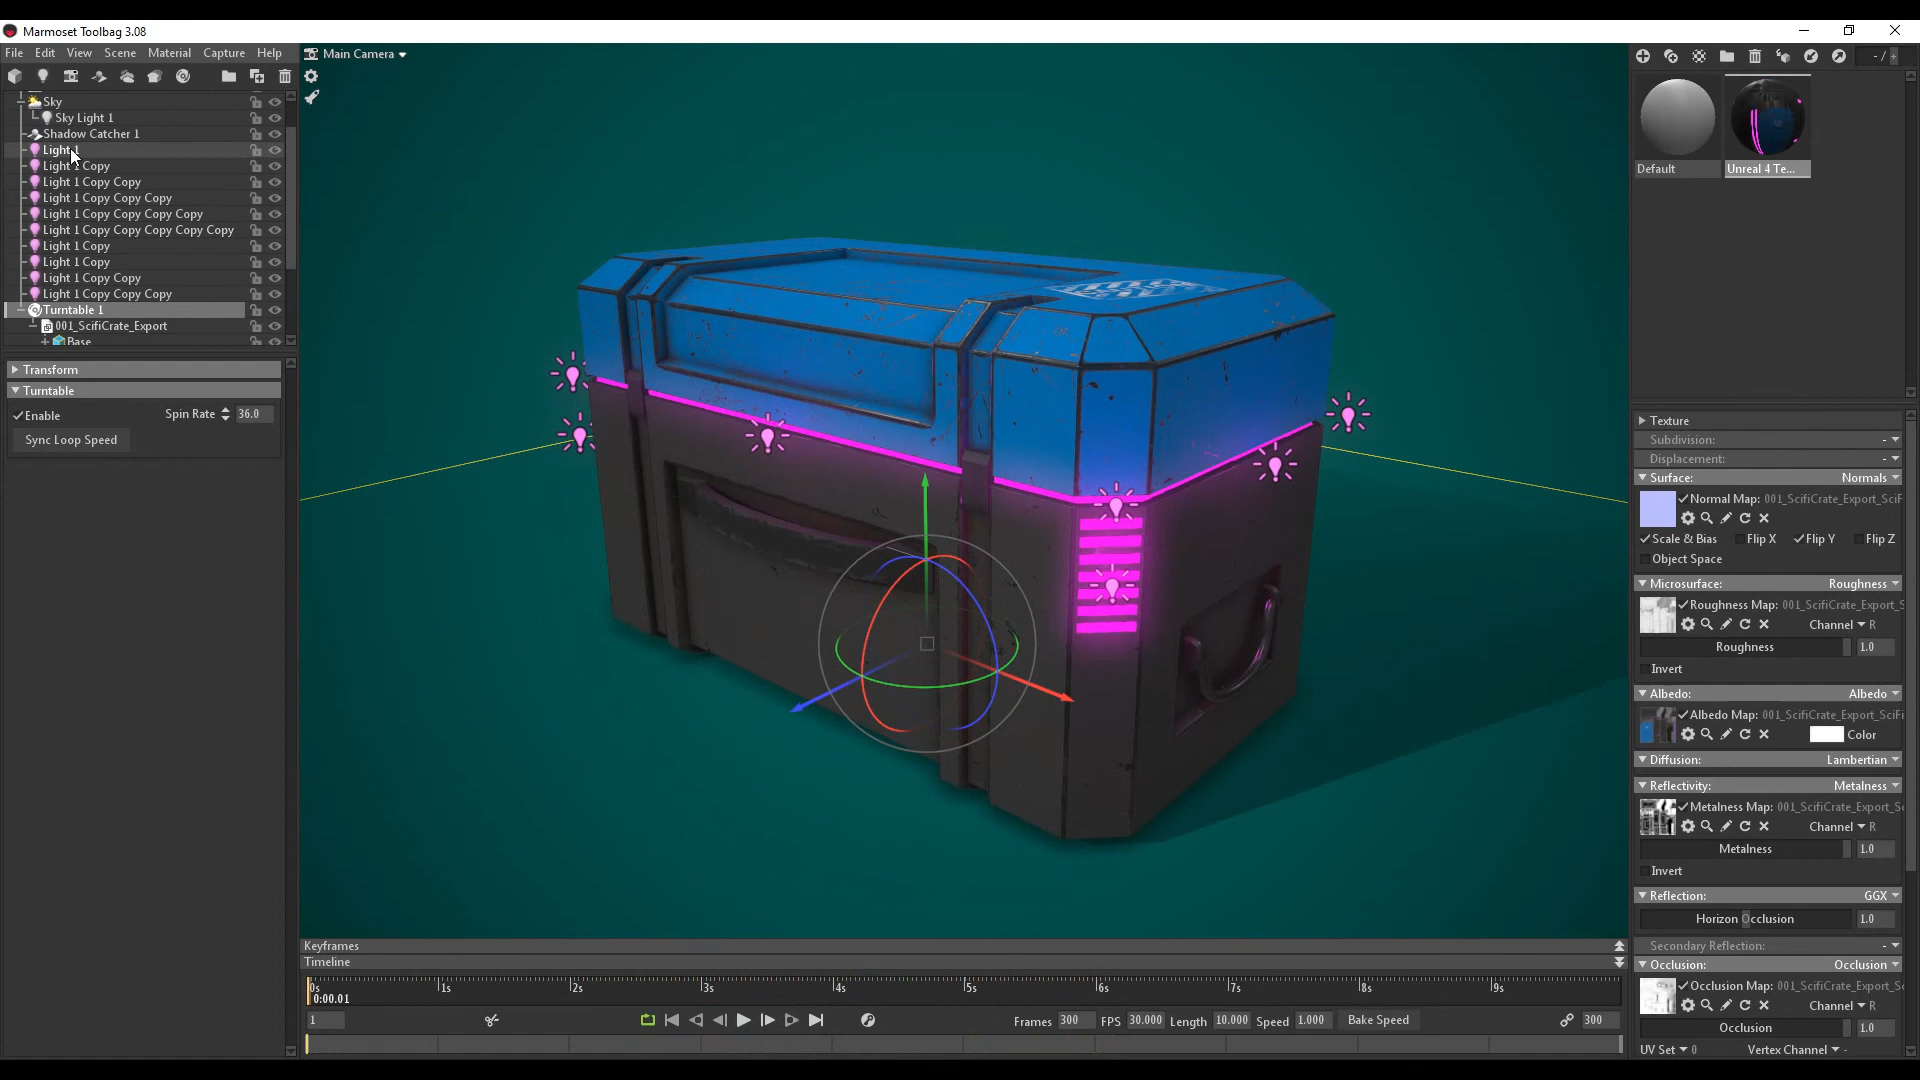 Marmoset Toolbag 3.08
File Edit View Scene Material Capture Help
Main Camera
Sky
Sky Light 1
Shadow Catcher 1
Light 1
Light 1 Copy
Light 1 Copy Copy
Light 1 Copy Copy Copy
Light 1 Copy Copy Copy Copy
Light 1 Copy Copy Copy Copy Copy
Light 1 Copy
Light 1 Copy
Light 1 Copy Copy
Light 1 Copy Copy Copy
Turntable 1
001_ScifiCrate_Export
Base
Transform
Turntable
Enable Spin Rate 36.0
Sync Loop Speed
Keyframes
Timeline
0s 1s 2s 3s 4s 5s 6s 7s 8s 9s
0:00.01
1 Frames 300 FPS 30.000 Length 10.000 Speed 1.000 Bake Speed 300
- /
Default Unreal 4 Te...
Texture
Subdivision: -
Displacement: -
Surface: Normals
Normal Map: 001_ScifiCrate_Export_SciF
Scale & Bias Flip X Flip Y Flip Z
Object Space
Microsurface: Roughness
Roughness Map: 001_ScifiCrate_Export_S
Channel R
Roughness 1.0
Invert
Albedo: Albedo
Albedo Map: 001_ScifiCrate_Export_SciFi
Color
Diffusion: Lambertian
Reflectivity: Metalness
Metalness Map: 001_ScifiCrate_Export_Sc
Channel R
Metalness 1.0
Invert
Reflection: GGX
Horizon Occlusion 1.0
Secondary Reflection: -
Occlusion: Occlusion
Occlusion Map: 001_ScifiCrate_Export_Sc
Channel R
Occlusion 1.0
UV Set 0 Vertex Channel -